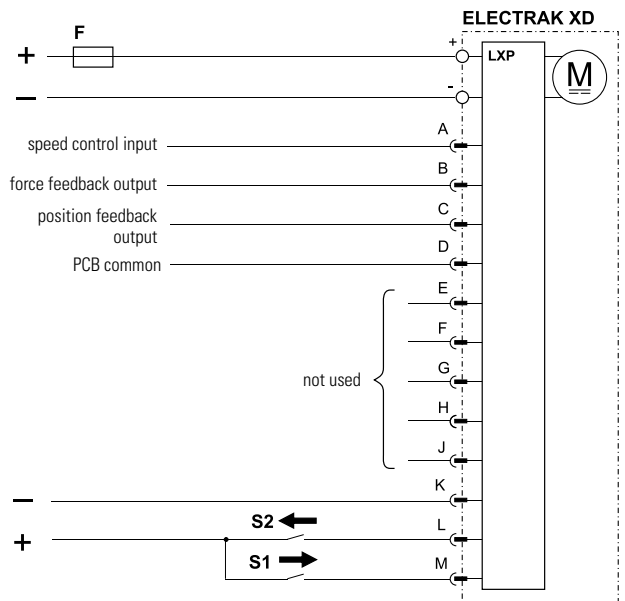 ELECTRAK XD
F
+
+
LXP
M
−
-
A
speed control input
B
force feedback output
C
position feedback
output
D
PCB common
E
F
G
not used
H
J
K
−
S2
L
+
S1
M